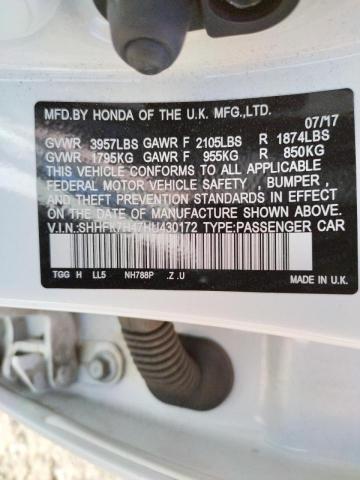 MFD.BY HONDA OF THE U.K. MFG.,LTD. 07/17
GVWR 3957LBS GAWR F 2105LBS R 1874LBS
GVWR 1795KG GAWR F 955KG R 850KG
THIS VEHICLE CONFORMS TO ALL APPLICABLE
FEDERAL MOTOR VEHICLE SAFETY , BUMPER ,
AND THEFT PREVENTION STANDARDS IN EFFECT ON
THE DATE OF MANUFACTURE SHOWN ABOVE.
V.I.N.:SHHFK7H47HU430172 TYPE:PASSENGER CAR
TGG H LL5 NH788P .Z .U MADE IN U.K.